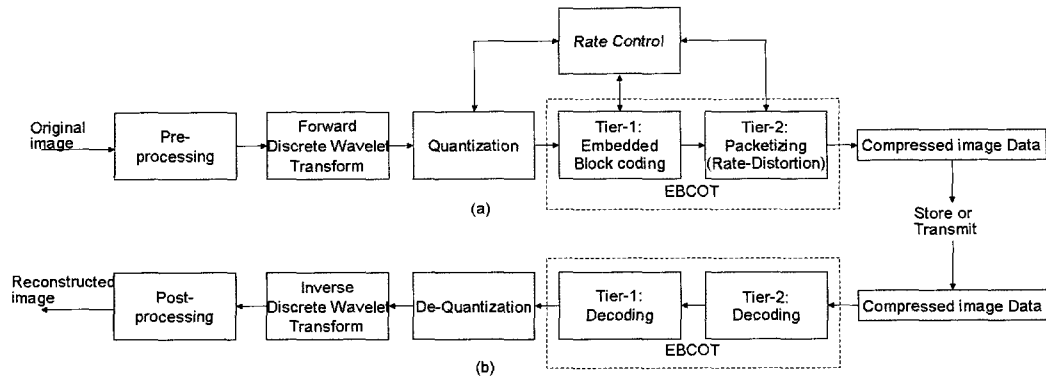 Rate Control
Original
image
Pre-
processing
Forward
Discrete Wavelet
Transform
Quantization
Tier-1:
Embedded
Block coding
Tier-2:
Packetizing
(Rate-Distortion)
Compressed image Data
EBCOT
(a)
Store or
Transmit
Reconstructed
image
Post-
processing
Inverse
Discrete Wavelet
Transform
De-Quantization
Tier-1:
Decoding
Tier-2:
Decoding
Compressed image Data
EBCOT
(b)